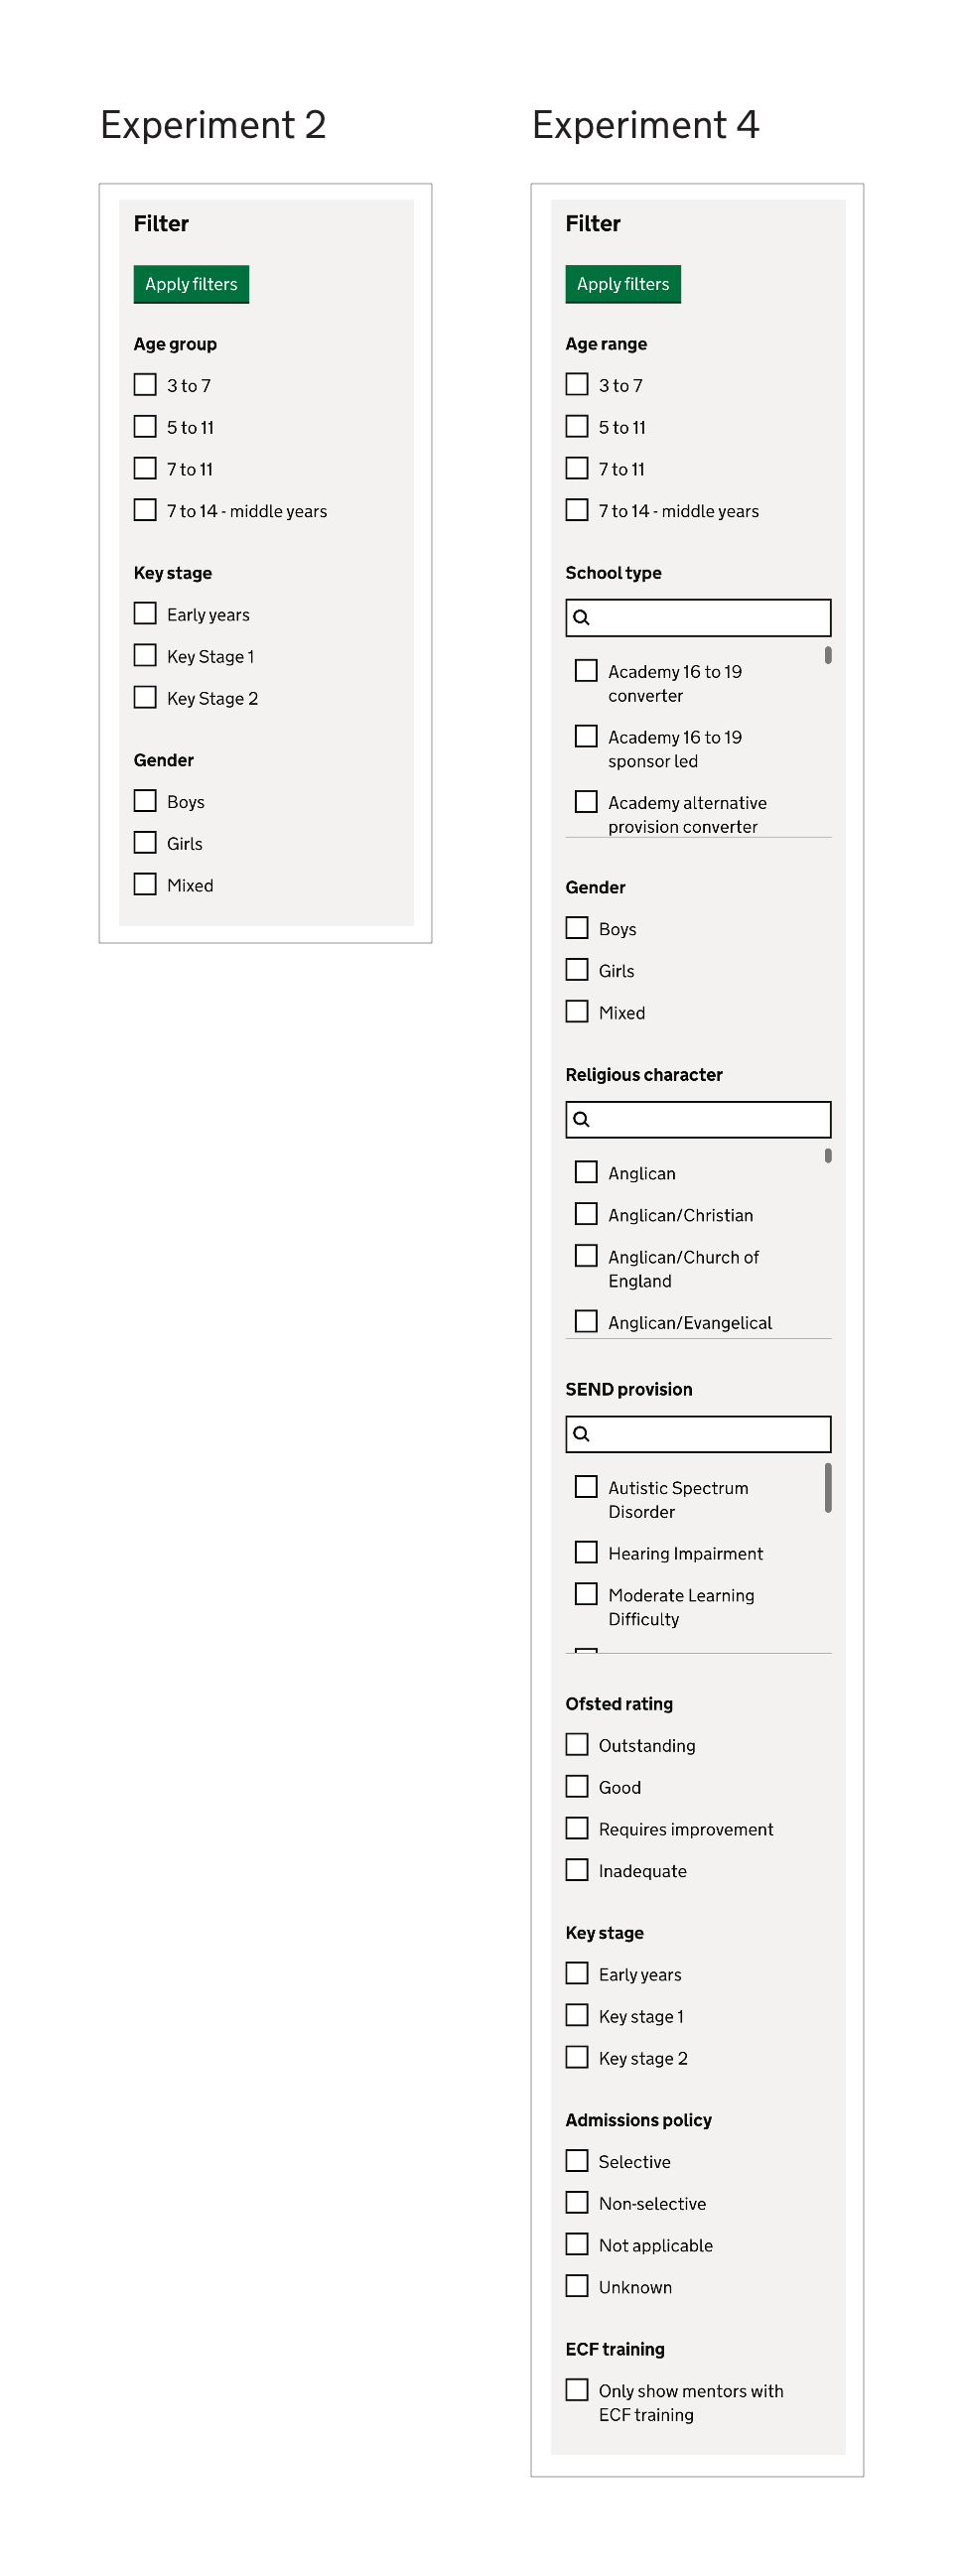 Experiment 2
Filter
Apply filters
Age group
3 to 7
5 to 11
7 to 11
7 to 14 - middle years
Key stage
Early years
Key Stage 1
Key Stage 2
Gender
Boys
Girls
Mixed
Experiment 4
Filter
Apply filters
Age range
3 to 7
5 to 11
7 to 11
7 to 14 - middle years
School type
Academy 16 to 19
converter
Academy 16 to 19
sponsor led
Academy alternative
provision converter
Gender
Boys
Girls
Mixed
Religious character
Anglican
Anglican/Christian
Anglican/Church of
England
Anglican/Evangelical
SEND provision
Autistic Spectrum
Disorder
Hearing Impairment
Moderate Learning
Difficulty
Ofsted rating
Outstanding
Good
Requires improvement
Inadequate
Key stage
Early years
Key stage 1
Key stage 2
Admissions policy
Selective
Non-selective
Not applicable
Unknown
ECF training
Only show mentors with
ECF training